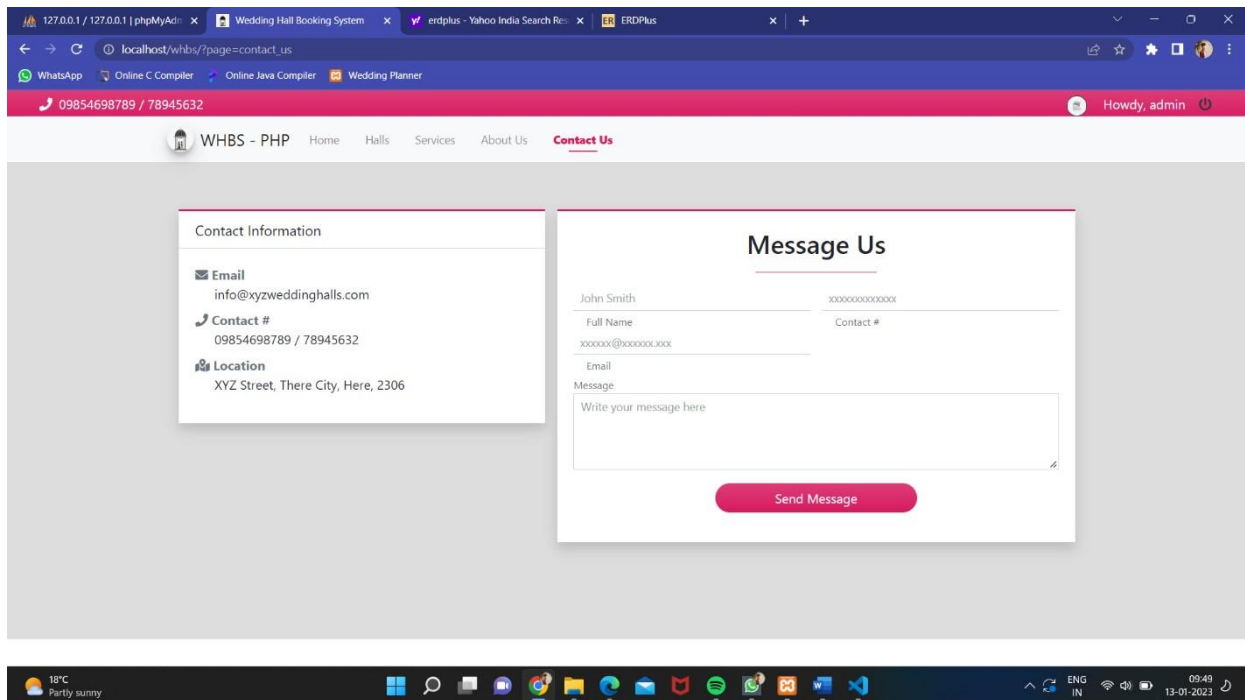 127.0.0.1 / 127.0.0.1 | phpMyAdn
Wedding Hall Booking System
erdplus - Yahoo India Search Res
ER ERDPlus
localhost/whbs/?page=contact_us
WhatsApp Online C Compiler Online Java Compiler Wedding Planner
09854698789 / 78945632 Howdy, admin
WHBS - PHP Home Halls Services About Us Contact Us
Contact Information
Email
info@xyzweddinghalls.com
Contact #
09854698789 / 78945632
Location
XYZ Street, There City, Here, 2306
Message Us
John Smith xxxxxxxxxxxxx
Full Name Contact #
xxxxxx@xxxxxx.xxx
Email
Message
Write your message here
Send Message
18°C
Partly sunny
ENG
IN
09:49
13-01-2023